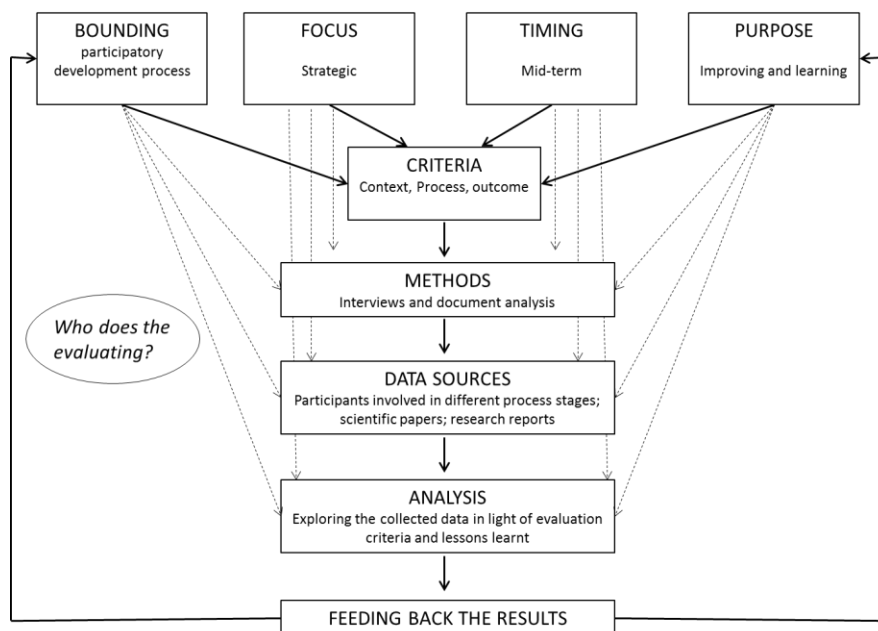 BOUNDING
participatory
development process
FOCUS
Strategic
TIMING
Mid-term
PURPOSE
Improving and learning
CRITERIA
Context, Process, outcome
METHODS
Interviews and document analysis
Who does the
evaluating?
DATA SOURCES
Participants involved in different process stages;
scientific papers; research reports
ANALYSIS
Exploring the collected data in light of evaluation
criteria and lessons learnt
FEEDING BACK THE RESULTS